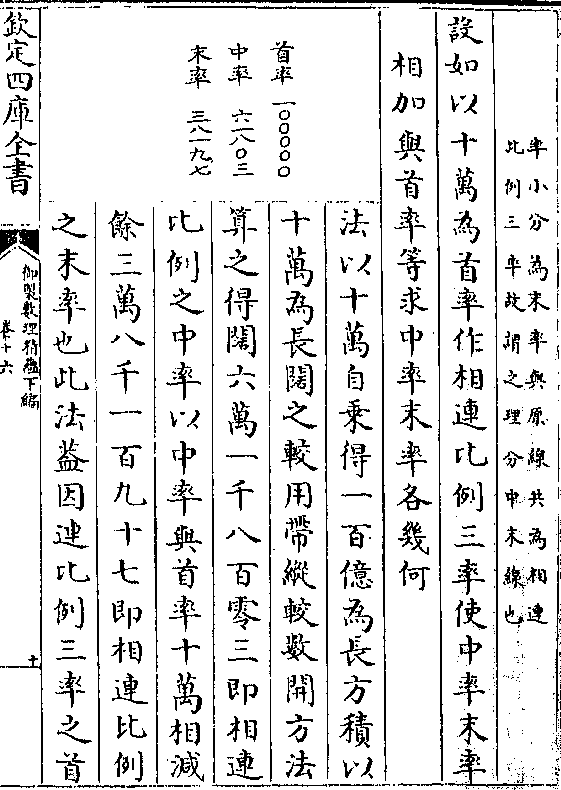 率小分為末率與原線共為相連
比例三率故謂之理分中末線也
設如以十萬為首率作相連比例三率使中率末率
相加與首率等求中率末率各幾何
法以十萬自乘得一百億為長方積以
十萬為長闊之較用帶縱較數開方法
算之得闊六萬一千八百零三即相連
比例之中率以中率與首率十萬相減
餘三萬八千一百九十七即相連比例
之末率也此法葢因連比例三率之首
首率 一〇〇〇〇〇
中率 六一八〇三
末率 三八一九七
欽定四庫全書
御製數理精蘊下編
卷十六
十